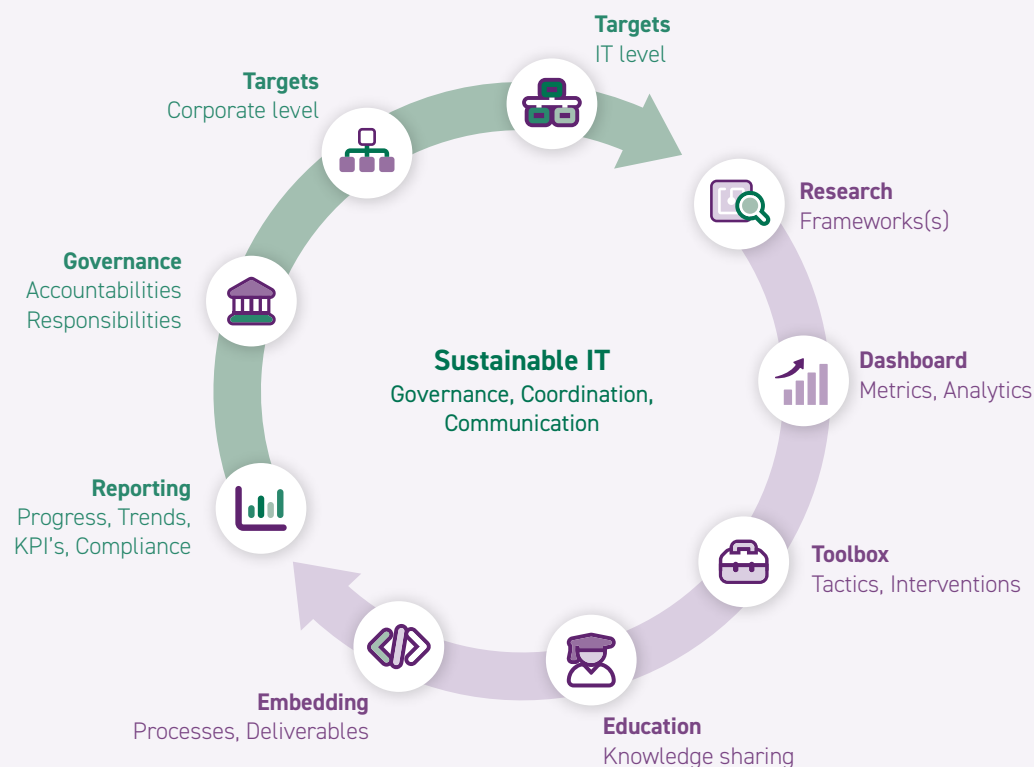 Targets
IT level
Targets
Corporate level
Research
Frameworks(s)
Governance
Accountabilities
Responsibilities
Sustainable IT
Governance, Coordination,
Communication
Dashboard
Metrics, Analytics
Reporting
Progress, Trends,
KPI's, Compliance
Toolbox
Tactics, Interventions
Embedding
Processes, Deliverables
Education
Knowledge sharing